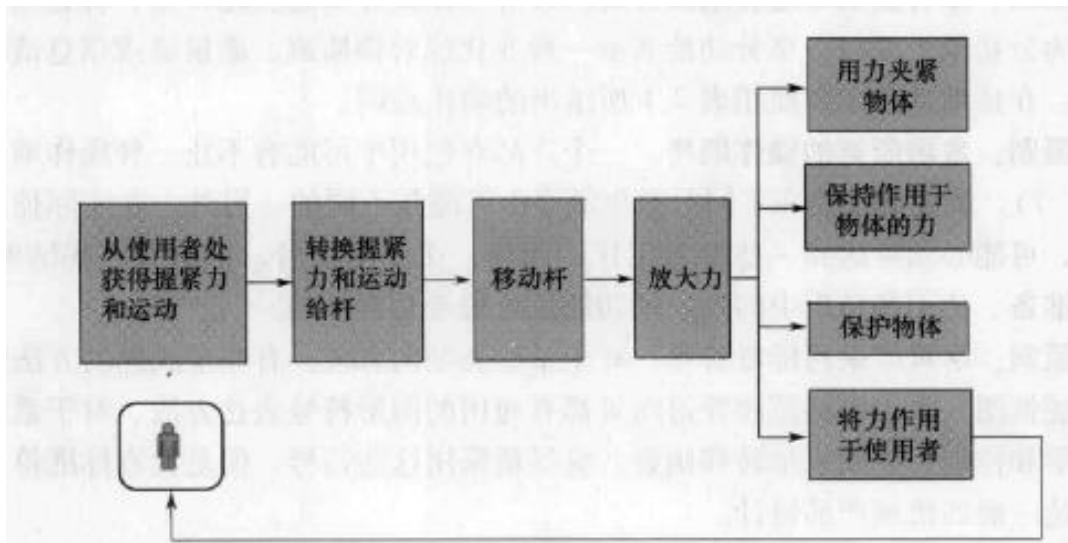 从使用者处
获得握紧力
和运动
转换握紧
力和运动
给杆
移动杆
放大力
用力夹紧
物体
保持作用于
物体的力
保护物体
将力作用
于使用者